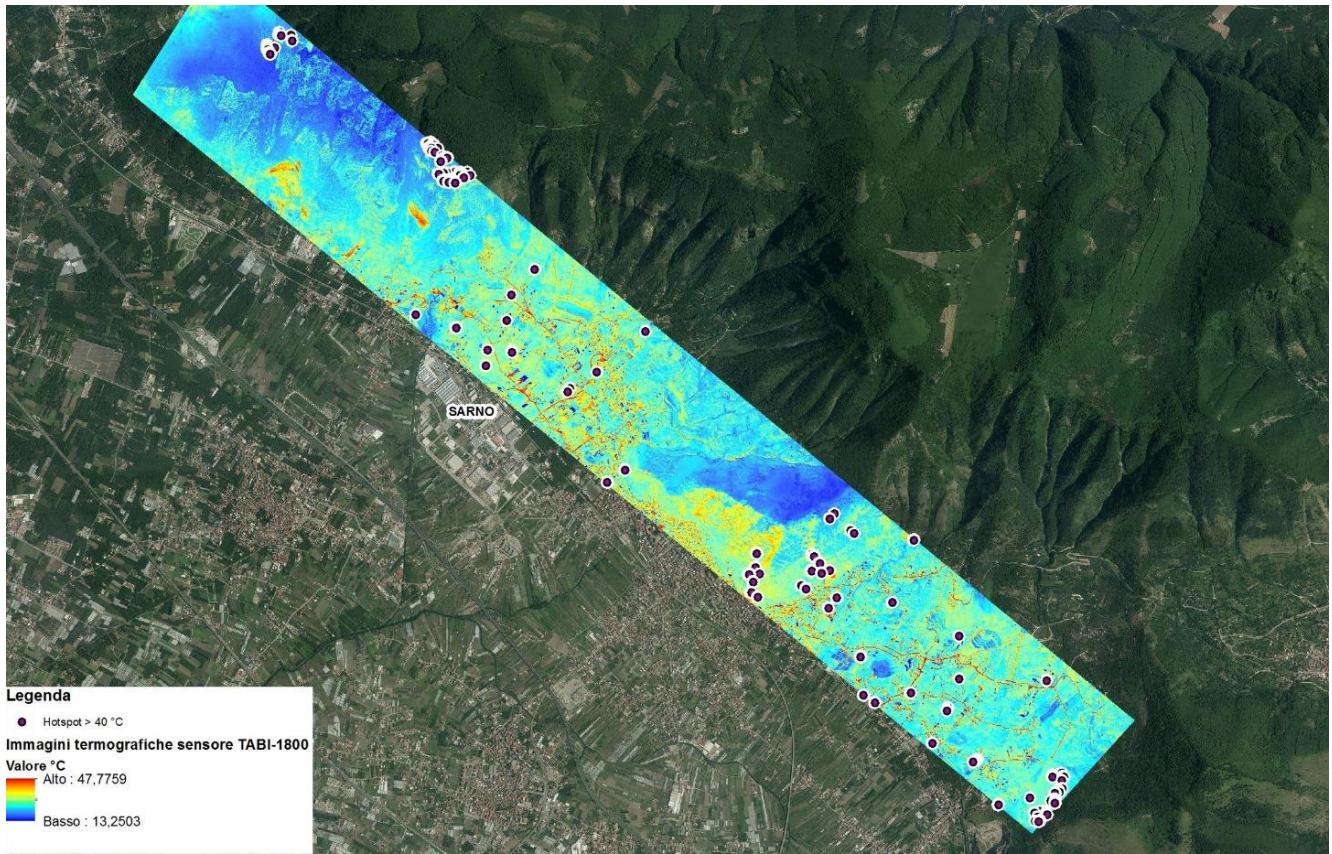 SARNO
Legenda
Hotspot > 40 °C
Immagini termografiche sensore TABI-1800
Valore °C
Alto : 47,7759
Basso : 13,2503